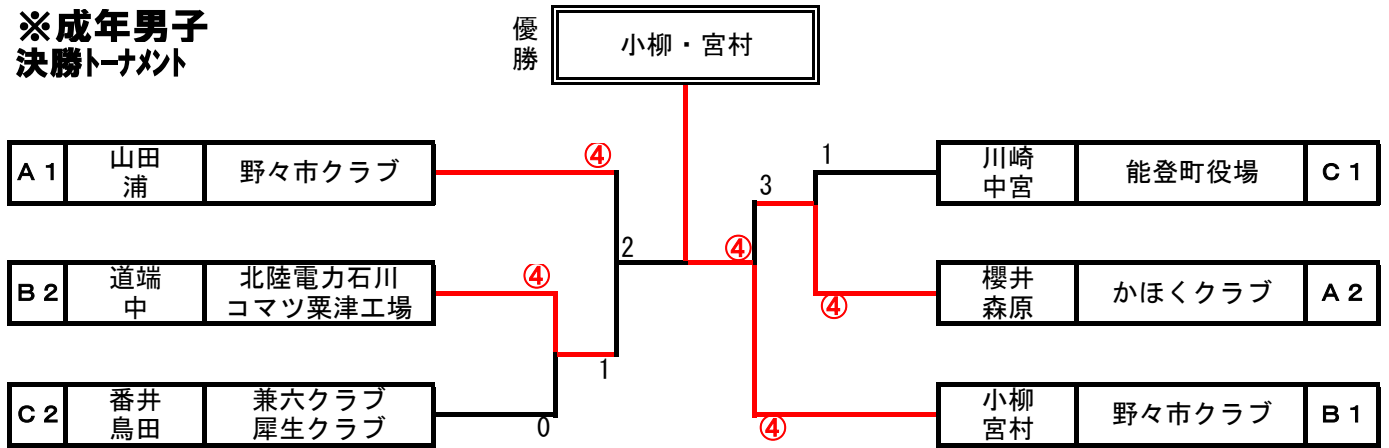 ※成年男子
決勝トーナメント
優勝
小柳・宮村
A1
山田
浦
野々市クラブ
④
B2
道端
中
北陸電力石川
コマツ粟津工場
④
C2
番井
鳥田
兼六クラブ
犀生クラブ
0
1
2
④
3
1
川崎
中宮
能登町役場
C1
④
櫻井
森原
かほくクラブ
A2
④
小柳
宮村
野々市クラブ
B1